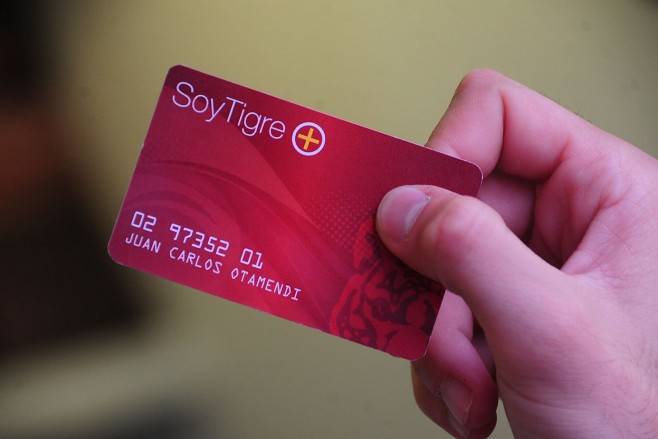 SoyTigre +
02 97352 01
JUAN CARLOS OTAMENDI